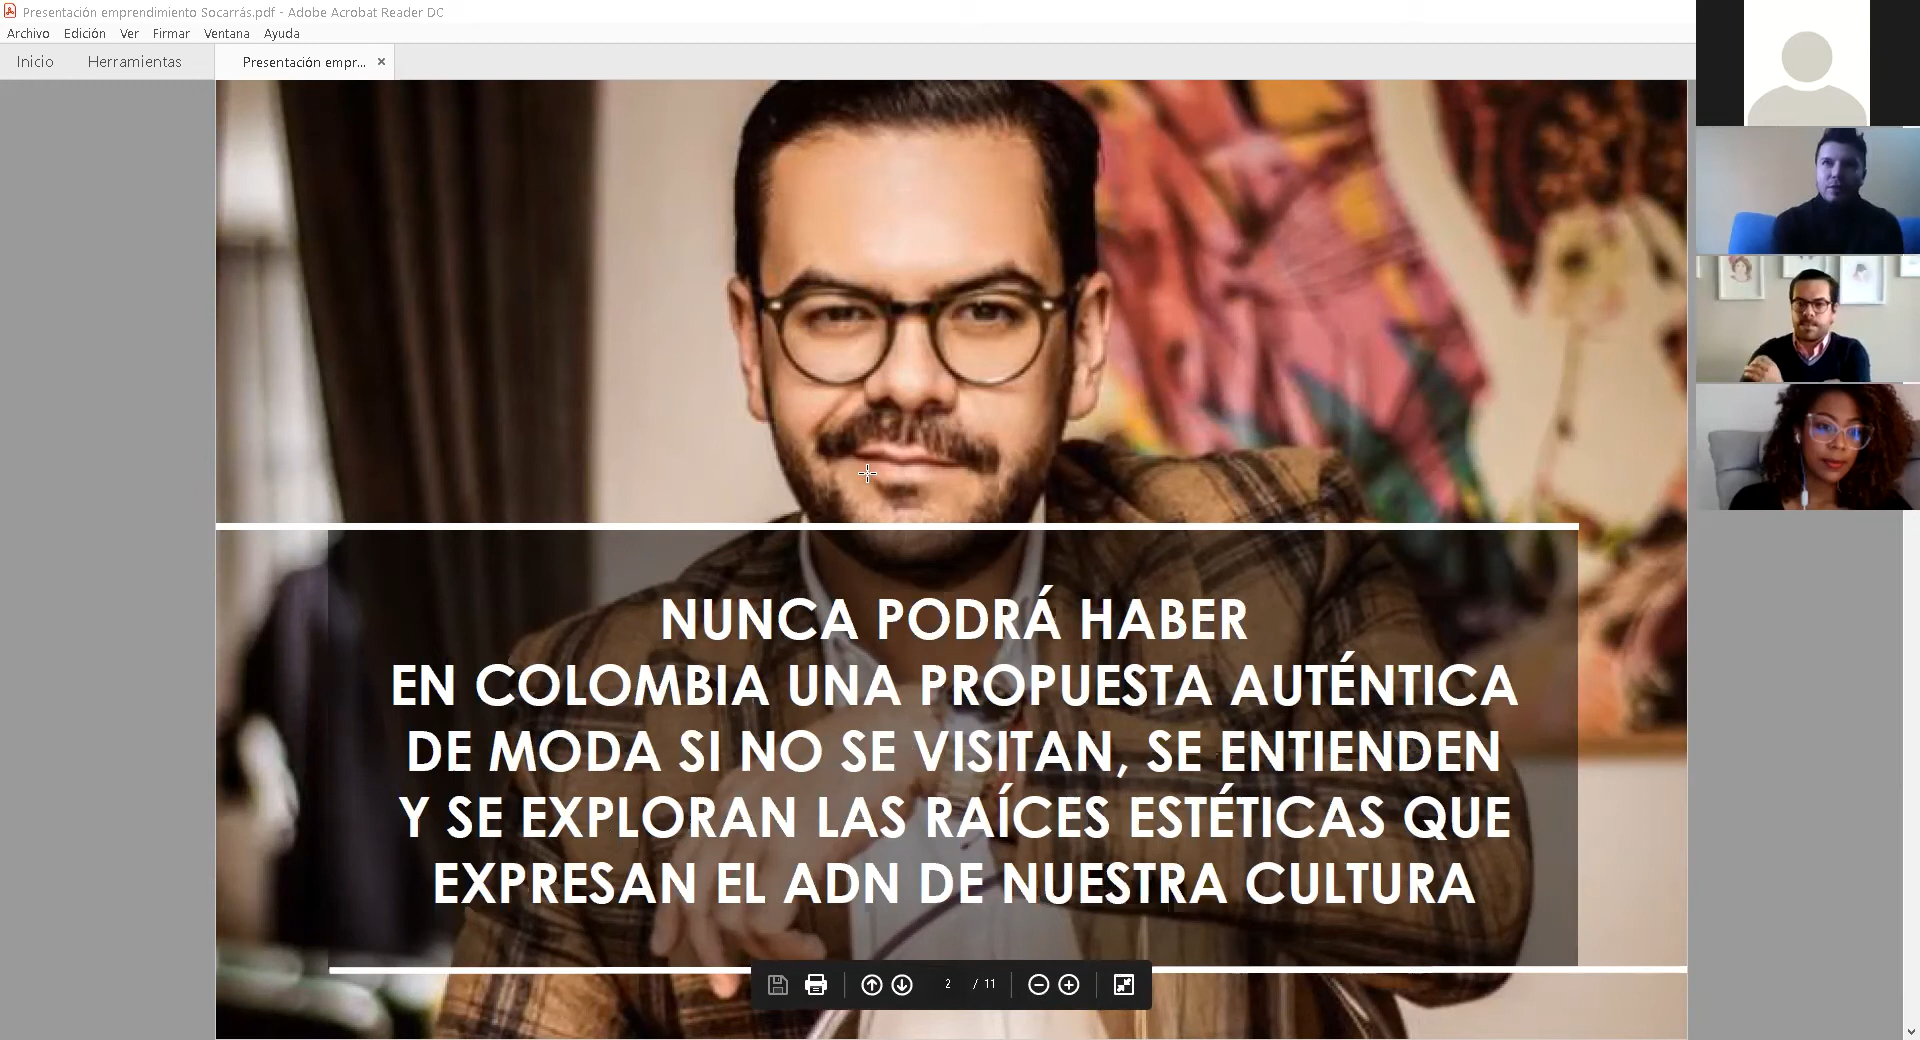 Presentación emprendimiento Socarrás.pdf - Adobe Acrobat Reader DC
Archivo Edición Ver Firmar Ventana Ayuda
Inicio Herramientas Presentación empr... ×
NUNCA PODRÁ HABER
EN COLOMBIA UNA PROPUESTA AUTÉNTICA
DE MODA SI NO SE VISITAN, SE ENTIENDEN
Y SE EXPLORAN LAS RAÍCES ESTÉTICAS QUE
EXPRESAN EL ADN DE NUESTRA CULTURA
2 / 11